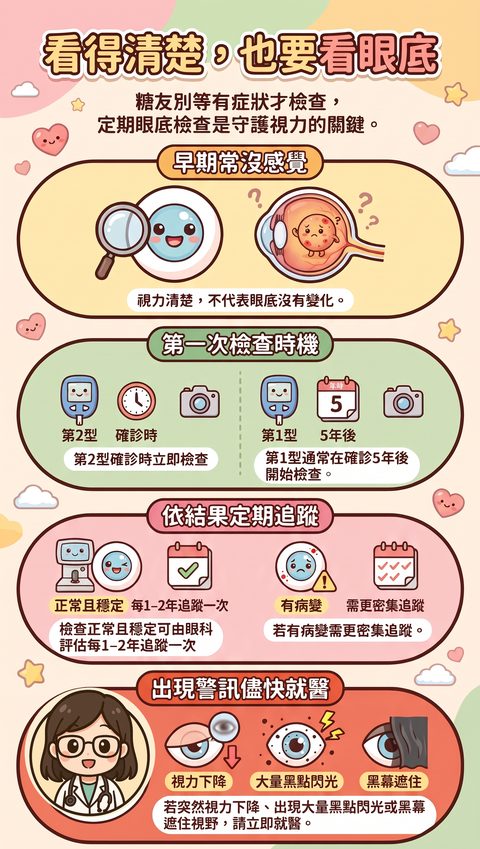 看得清楚，也要看眼底
糖友別等有症狀才檢查，
定期眼底檢查是守護視力的關鍵。
早期常沒感覺
? ? ?
視力清楚，不代表眼底沒有變化。
第一次檢查時機
第2型 確診時
第2型確診時立即檢查
5
第1型 5年後
第1型通常在確診5年後
開始檢查。
依結果定期追蹤
正常且穩定 每1–2年追蹤一次
檢查正常且穩定可由眼科
評估每1–2年追蹤一次
有病變 需更密集追蹤
若有病變需更密集追蹤。
出現警訊儘快就醫
視力下降 大量黑點閃光 黑幕遮住
若突然視力下降、出現大量黑點閃光或黑幕
遮住視野，請立即就醫。